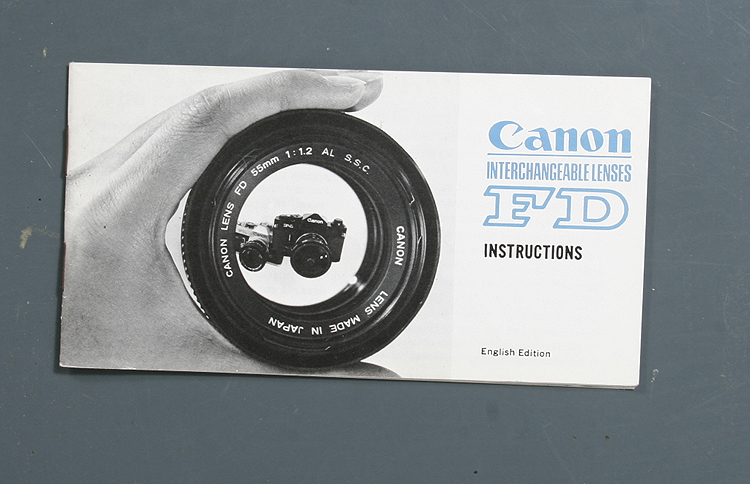 CANON LENS FD 55mm 1:1.2 AL S.S.C.
CANON LENS MADE IN JAPAN
Canon
Canon
INTERCHANGEABLE LENSES
FD
INSTRUCTIONS
English Edition